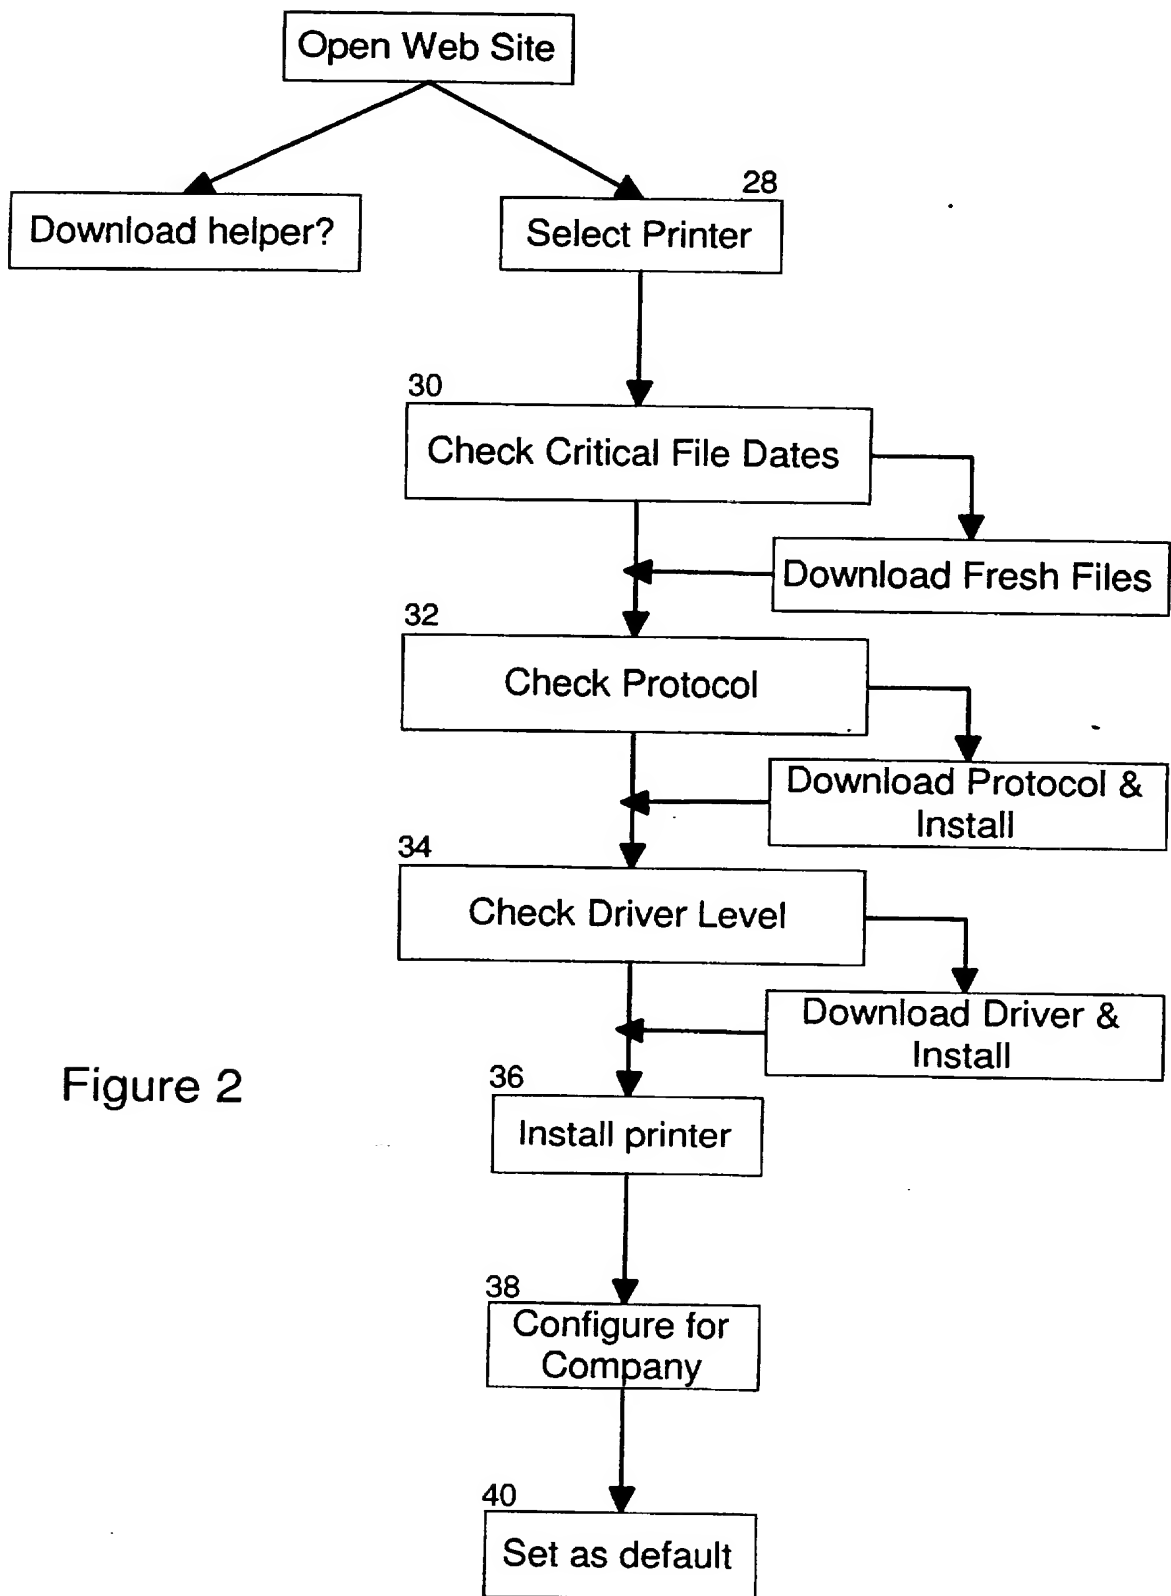 Open Web Site
Download helper?
28
Select Printer
30
Check Critical File Dates
Download Fresh Files
32
Check Protocol
Download Protocol &
Install
34
Check Driver Level
Download Driver &
Install
Figure 2
36
Install printer
38
Configure for
Company
40
Set as default